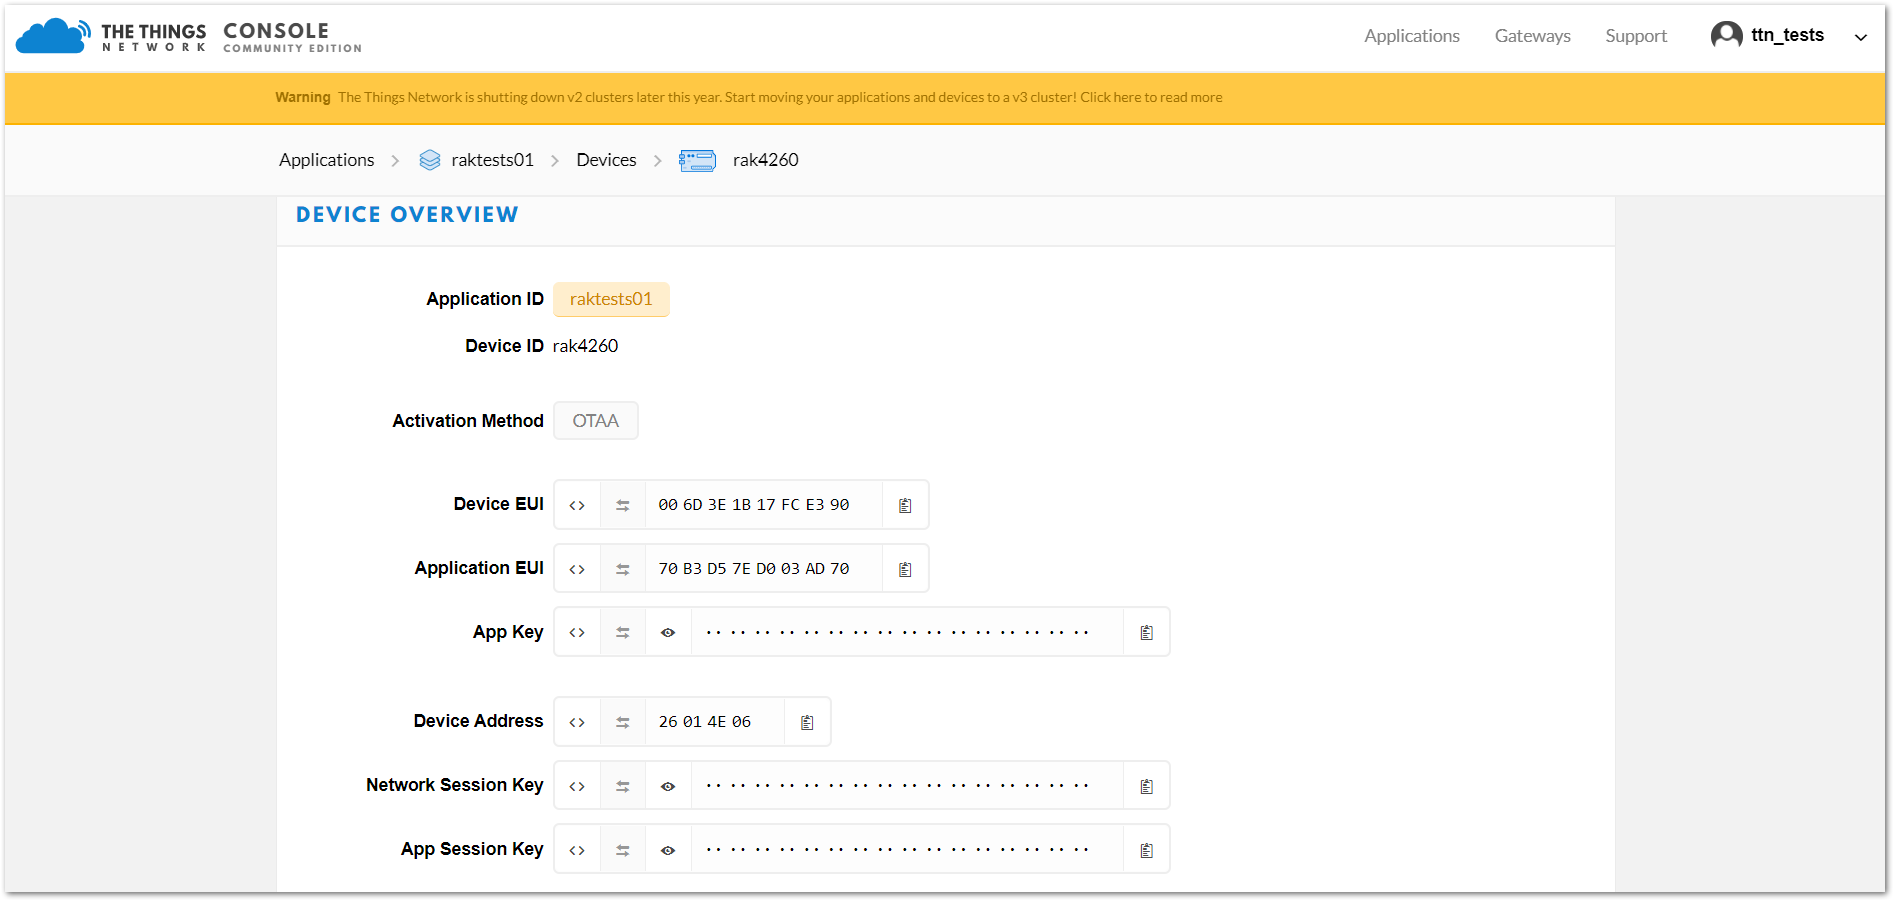 THE THINGS NETWORK CONSOLE COMMUNITY EDITION
Applications Gateways Support ttn_tests
Warning The Things Network is shutting down v2 clusters later this year. Start moving your applications and devices to a v3 cluster! Click here to read more
Applications > raktests01 > Devices > rak4260
DEVICE OVERVIEW
Application ID raktests01
Device ID rak4260
Activation Method OTAA
Device EUI <> 00 6D 3E 1B 17 FC E3 90
Application EUI <> 70 B3 D5 7E D0 03 AD 70
App Key <> ·· ·· ·· ·· ·· ·· ·· ·· ·· ·· ·· ·· ·· ·· ·· ··
Device Address <> 26 01 4E 06
Network Session Key <> ·· ·· ·· ·· ·· ·· ·· ·· ·· ·· ·· ·· ·· ·· ·· ··
App Session Key <> ·· ·· ·· ·· ·· ·· ·· ·· ·· ·· ·· ·· ·· ·· ·· ··